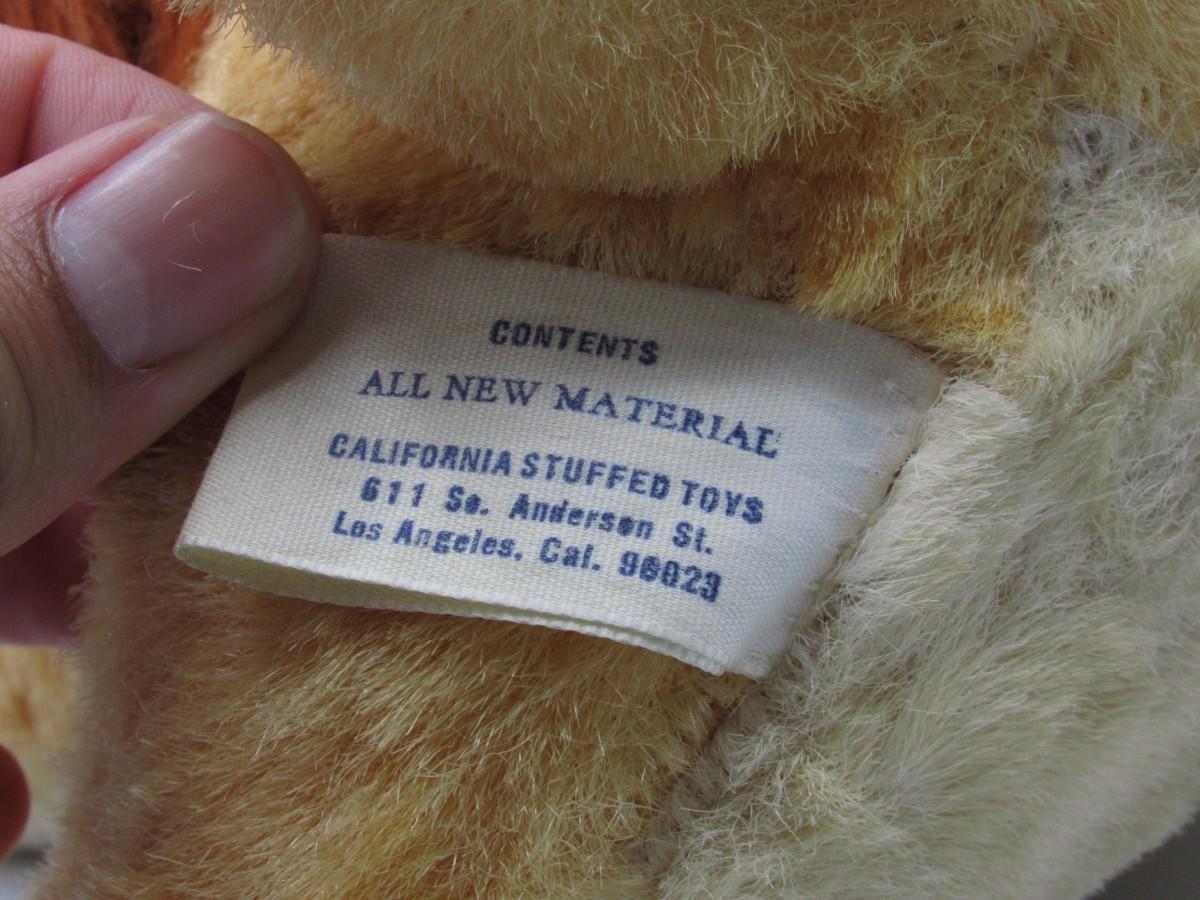 CONTENTS
ALL NEW MATERIAL
CALIFORNIA STUFFED TOYS
611 So. Anderson St.
Los Angeles, Cal. 90023